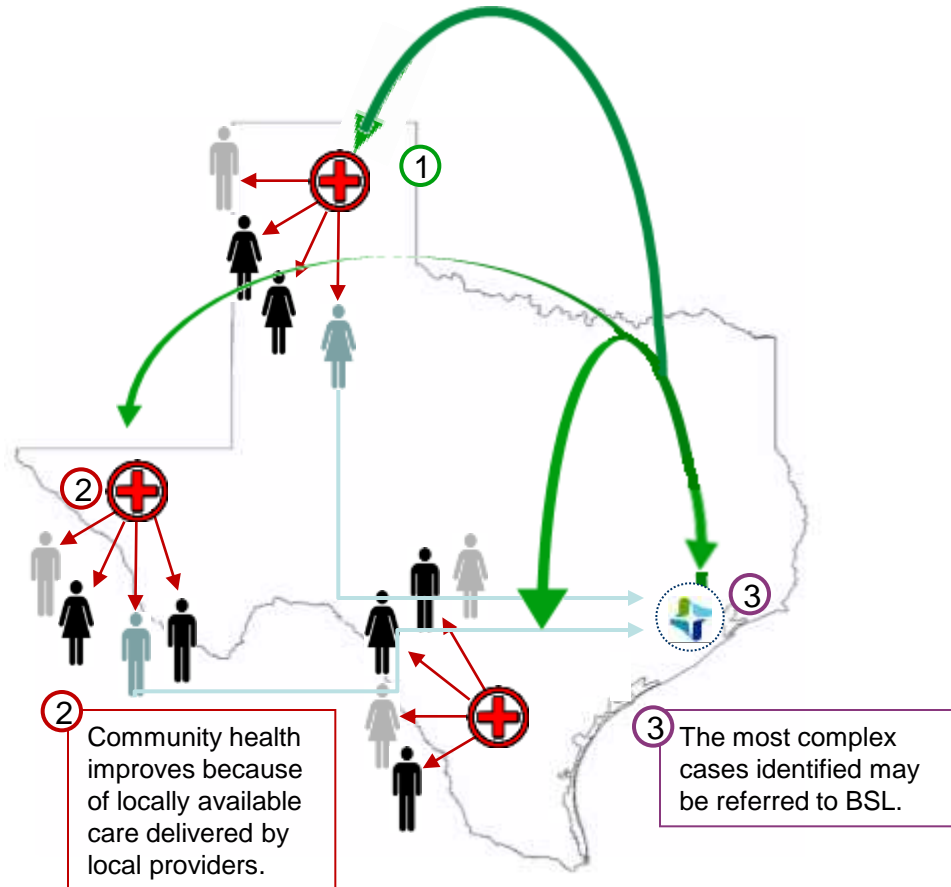 1
2
3
2
Community health
improves because
of locally available
care delivered by
local providers.
3
The most complex
cases identified may
be referred to BSL.